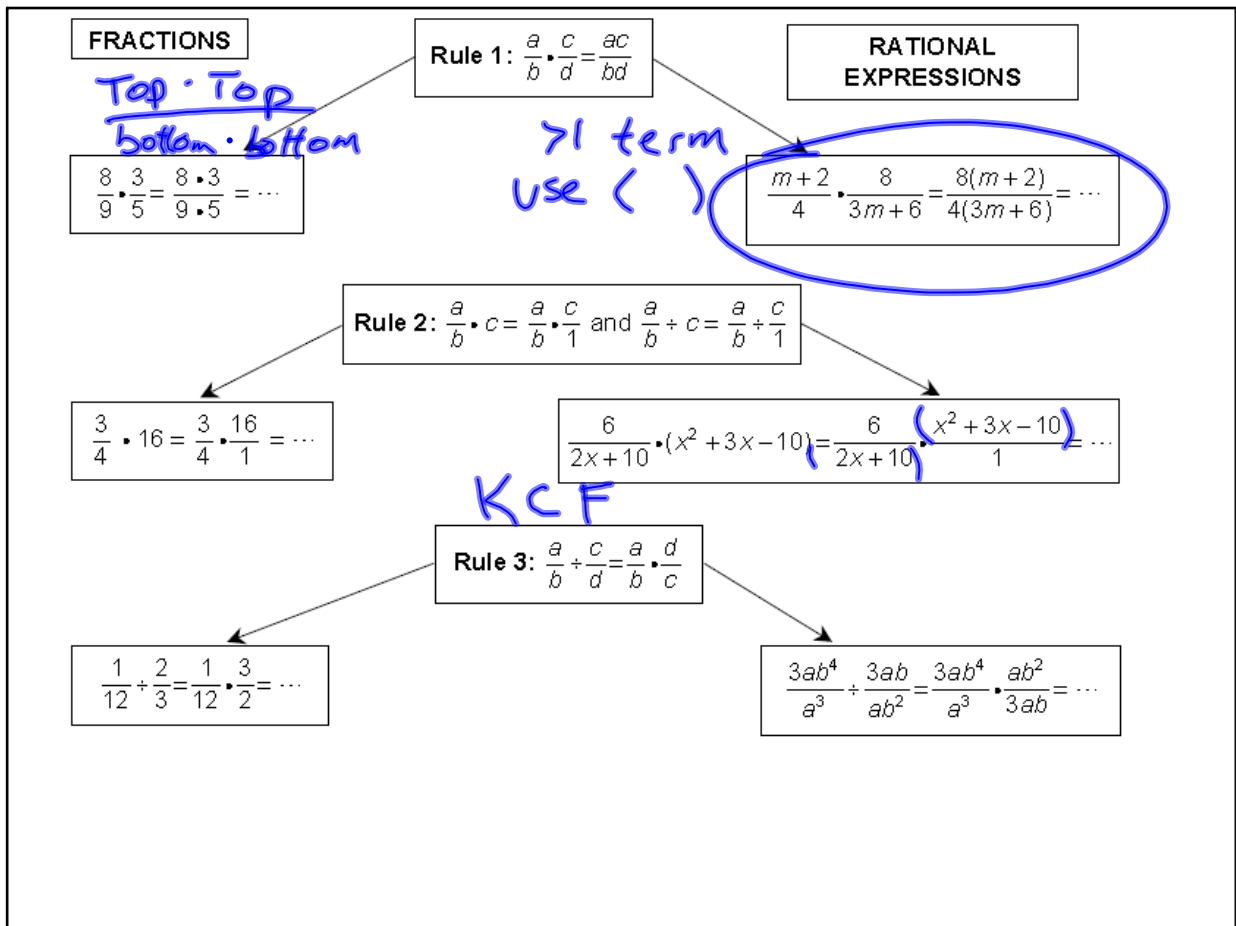 FRACTIONS
Rule 1: a/b • c/d = ac/bd
RATIONAL
EXPRESSIONS
Top · Top
bottom · bottom
>1 term
use ( )
8/9 • 3/5 = 8•3/9•5 = ⋯
m+2/4 • 8/3m+6 = 8(m+2)/4(3m+6) = ⋯
Rule 2: a/b • c = a/b • c/1 and a/b ÷ c = a/b ÷ c/1
3/4 • 16 = 3/4 • 16/1 = ⋯
6/2x+10 • (x² + 3x − 10) = 6/(2x+10) • (x² + 3x − 10)/1 = ⋯
KCF
Rule 3: a/b ÷ c/d = a/b • d/c
1/12 ÷ 2/3 = 1/12 • 3/2 = ⋯
3ab⁴/a³ ÷ 3ab/ab² = 3ab⁴/a³ • ab²/3ab = ⋯